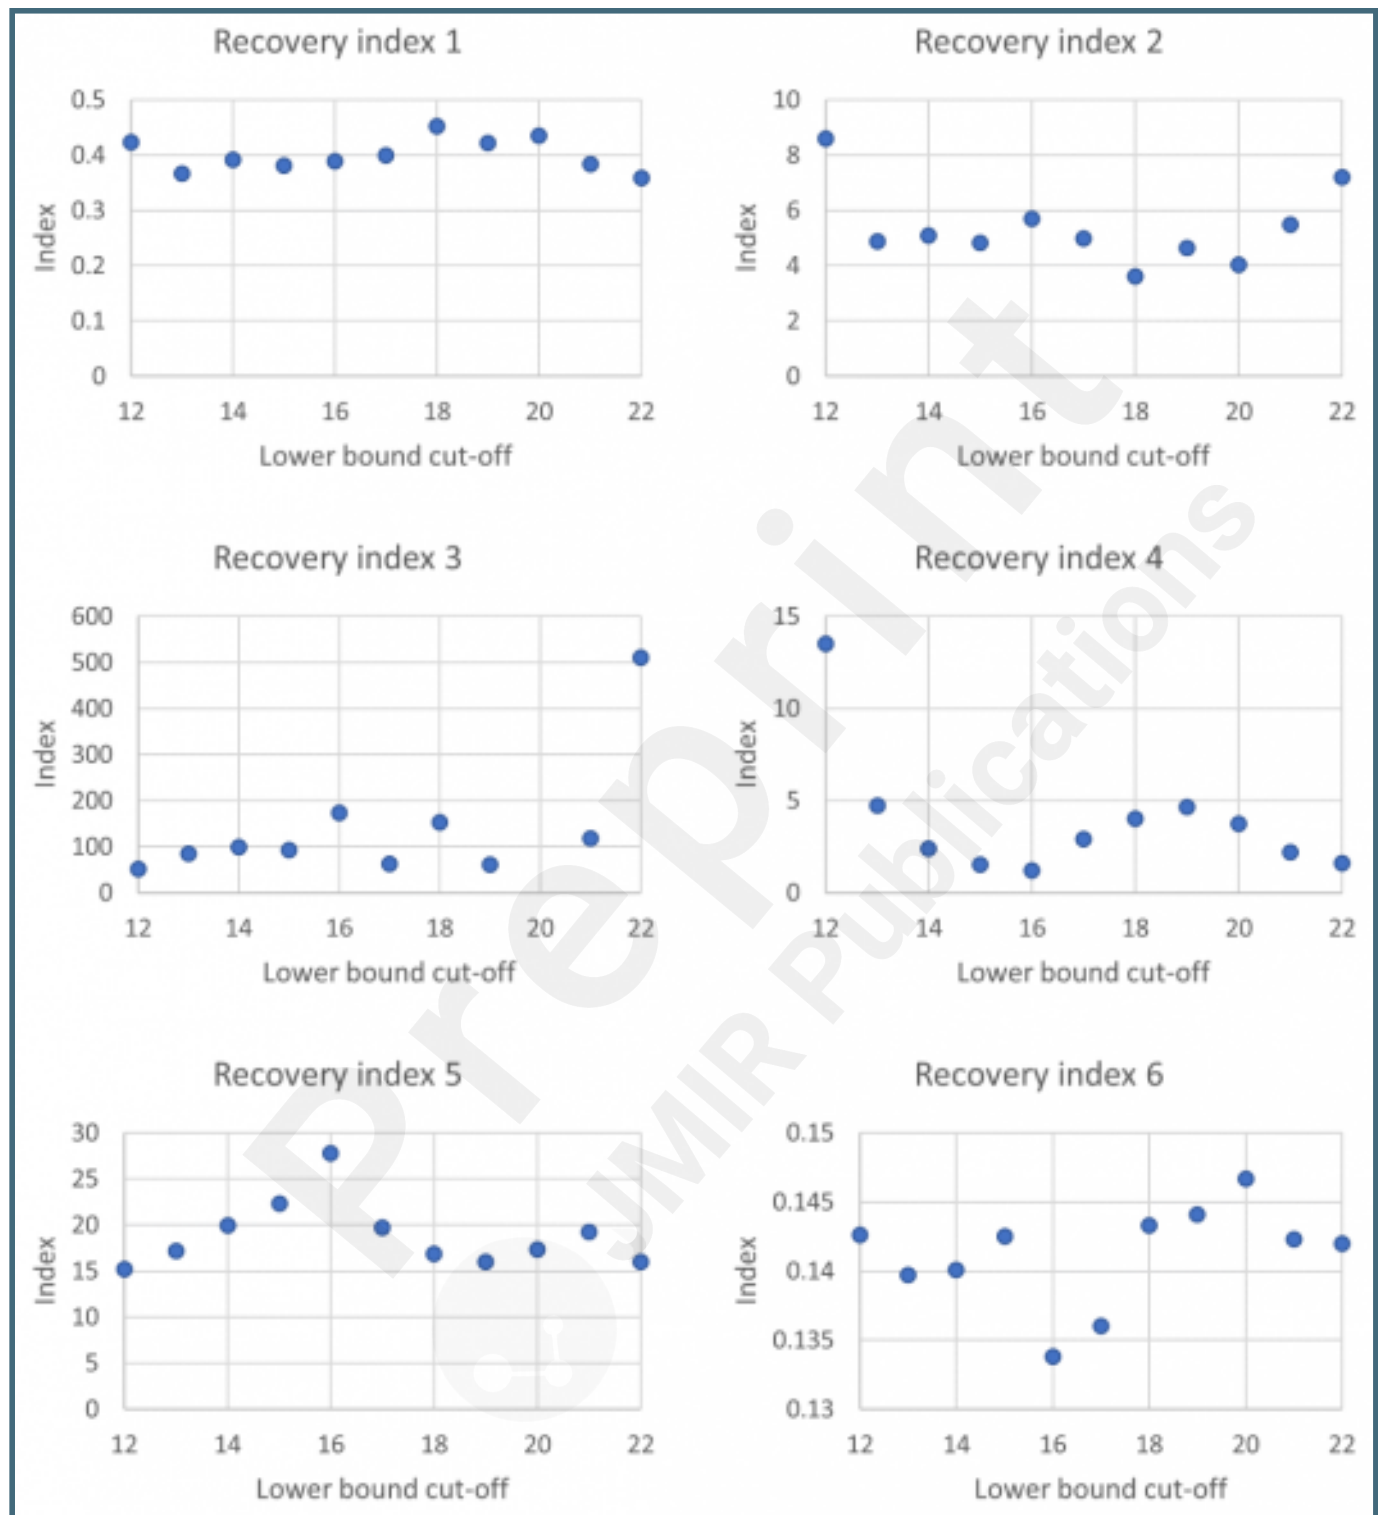 Recovery index 1
0.5
0.4
0.3
0.2
0.1
0
Index
12 14 16 18 20 22
Lower bound cut-off
Recovery index 2
10
8
6
4
2
0
Index
12 14 16 18 20 22
Lower bound cut-off
Recovery index 3
600
500
400
300
200
100
0
Index
12 14 16 18 20 22
Lower bound cut-off
Recovery index 4
15
10
5
0
Index
12 14 16 18 20 22
Lower bound cut-off
Recovery index 5
30
25
20
15
10
5
0
Index
12 14 16 18 20 22
Lower bound cut-off
Recovery index 6
0.15
0.145
0.14
0.135
0.13
Index
12 14 16 18 20 22
Lower bound cut-off
Preprint
JMIR Publications